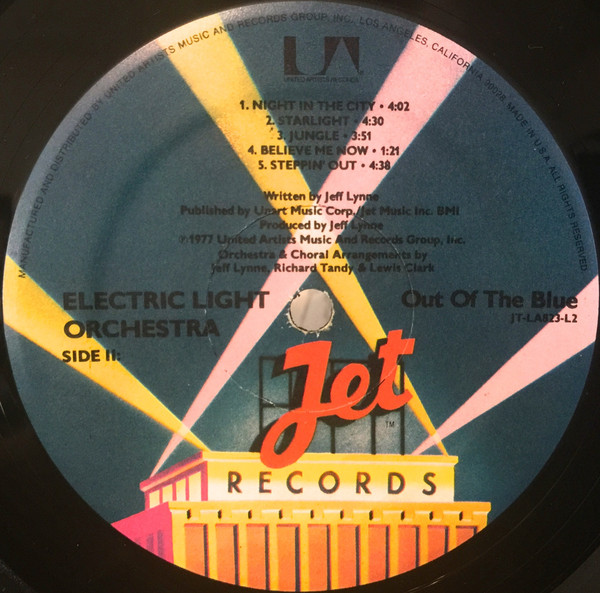 MANUFACTURED AND DISTRIBUTED BY UNITED ARTISTS MUSIC AND RECORDS GROUP, INC., LOS ANGELES, CALIFORNIA 90028. MADE IN U.S.A. ALL RIGHTS RESERVED.
UA
UNITED ARTISTS RECORDS
1. NIGHT IN THE CITY • 4:02
2. STARLIGHT • 4:30
3. JUNGLE • 3:51
4. BELIEVE ME NOW • 1:21
5. STEPPIN' OUT • 4:38
Written by Jeff Lynne
Published by Unart Music Corp./Jet Music Inc. BMI
Produced by Jeff Lynne
℗1977 United Artists Music And Records Group, Inc.
Orchestra & Choral Arrangements by
Jeff Lynne, Richard Tandy & Lewis Clark
ELECTRIC LIGHT
ORCHESTRA
SIDE II:
Out Of The Blue
JT-LA823-L2
Jet
TM
RECORDS